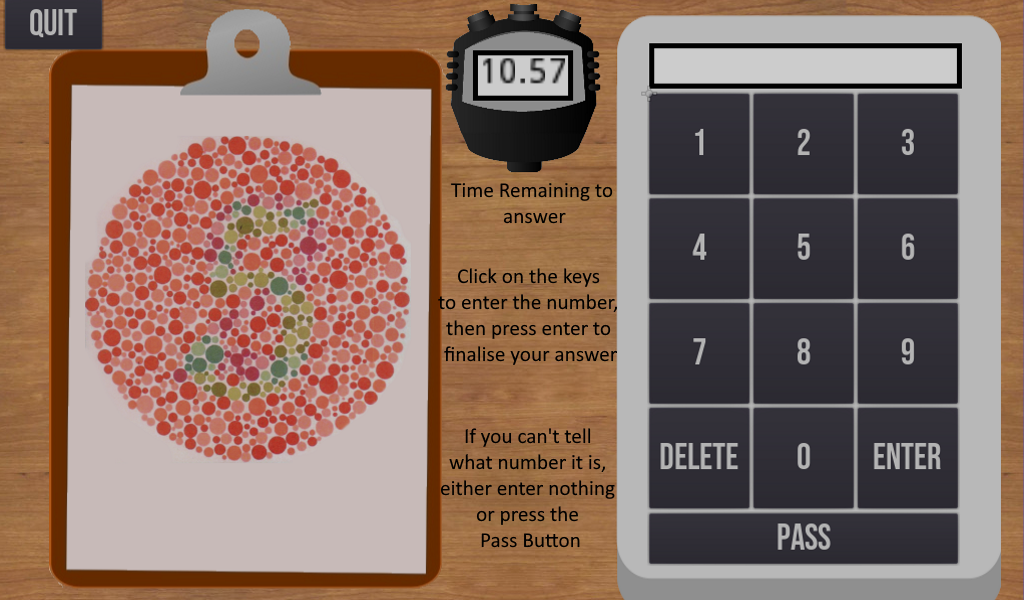 QUIT
5
10.57
Time Remaining to
answer
Click on the keys
to enter the number,
then press enter to
finalise your answer
If you can't tell
what number it is,
either enter nothing
or press the
Pass Button
1 2 3
4 5 6
7 8 9
DELETE 0 ENTER
PASS